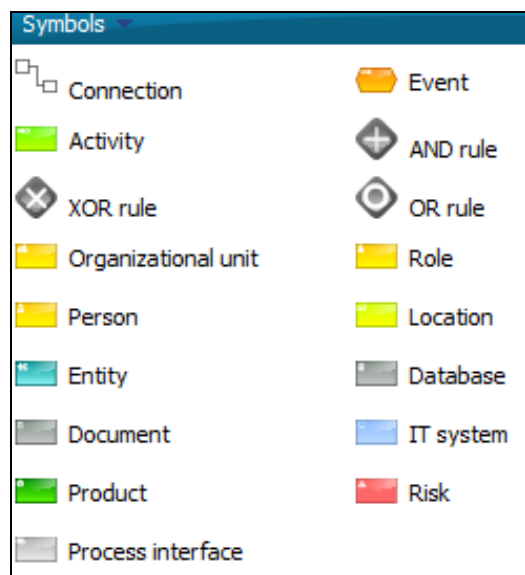 Symbols
Connection
Event
Activity
AND rule
XOR rule
OR rule
Organizational unit
Role
Person
Location
Entity
Database
Document
IT system
Product
Risk
Process interface